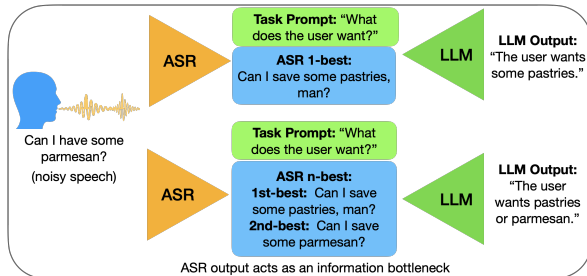 Task Prompt: “What
does the user want?”
ASR
ASR 1-best:
Can I save some pastries,
man?
LLM
LLM Output:
“The user wants
some pastries.”
Can I have some
parmesan?
(noisy speech)
Task Prompt: “What
does the user want?”
ASR
ASR n-best:
1st-best: Can I save
some pastries, man?
2nd-best: Can I save
some parmesan?
LLM
LLM Output:
“The user
wants pastries
or parmesan.”
ASR output acts as an information bottleneck